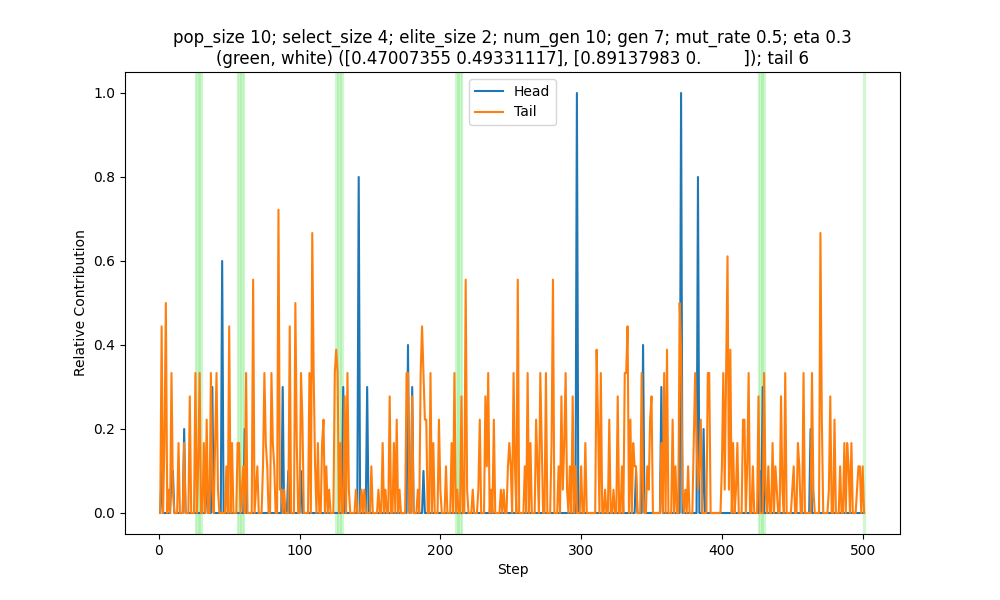 pop_size 10; select_size 4; elite_size 2; num_gen 10; gen 7; mut_rate 0.5; eta 0.3
(green, white) ([0.47007355 0.49331117], [0.89137983 0.         ]); tail 6
Head
Tail
1.0
0.8
0.6
0.4
0.2
0.0
Relative Contribution
0 100 200 300 400 500
Step